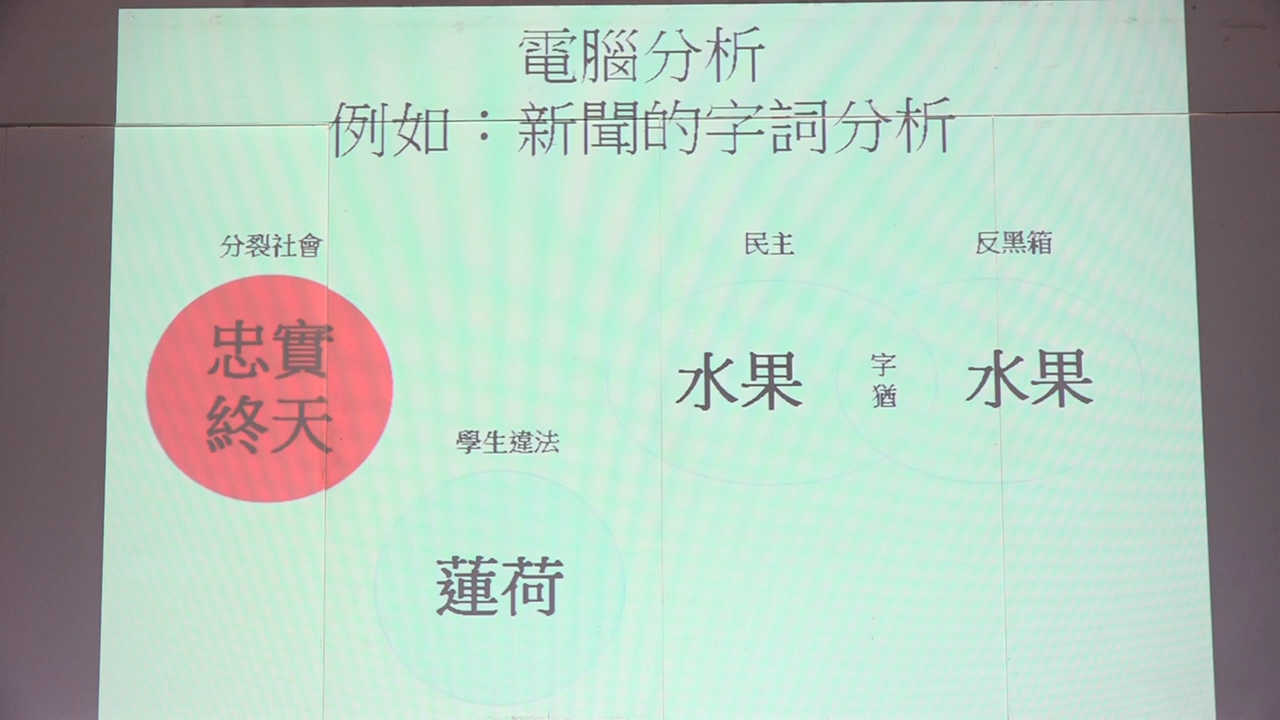 電腦分析
例如：新聞的字詞分析
分裂社會
民主
反黑箱
忠實
終天
水果
字
猶
水果
學生違法
蓮荷